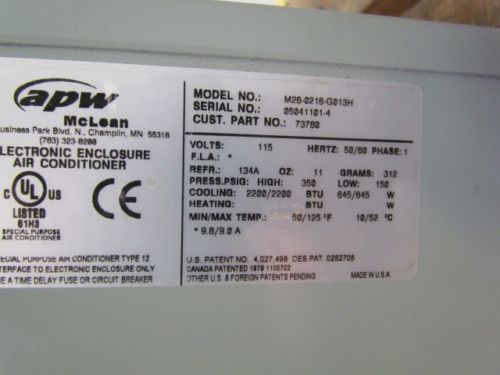 apw
McLean
usiness Park Blvd. N., Champlin, MN 55316
(763) 323-8200
LECTRONIC ENCLOSURE
AIR CONDITIONER
C UL US
LISTED
61H3
SPECIAL PURPOSE
AIR CONDITIONER
CE
ECIAL PURPOSE AIR CONDITIONER TYPE 12
TERFACE TO ELECTRONIC ENCLOSURE ONLY
E A TIME DELAY FUSE OR CIRCUIT BREAKER
MODEL NO.: M28-0216-G013H
SERIAL NO.: 05041101-4
CUST. PART NO.: 73780
VOLTS: 115 HERTZ: 50/60 PHASE: 1
F.L.A.: *
REFR.: 134A OZ: 11 GRAMS: 312
PRESS.PSIG: HIGH: 350 LOW: 150
COOLING: 2200/2200 BTU 645/645 W
HEATING: BTU W
MIN/MAX TEMP.: 50/125 °F 10/52 °C
* 9.8/9.0 A
U.S. PATENT NO. 4,027,498 DES.PAT. 0252705
CANADA PATENTED 1979 1105702
OTHER U.S. & FOREIGN PATENTS PENDING MADE IN U.S.A.